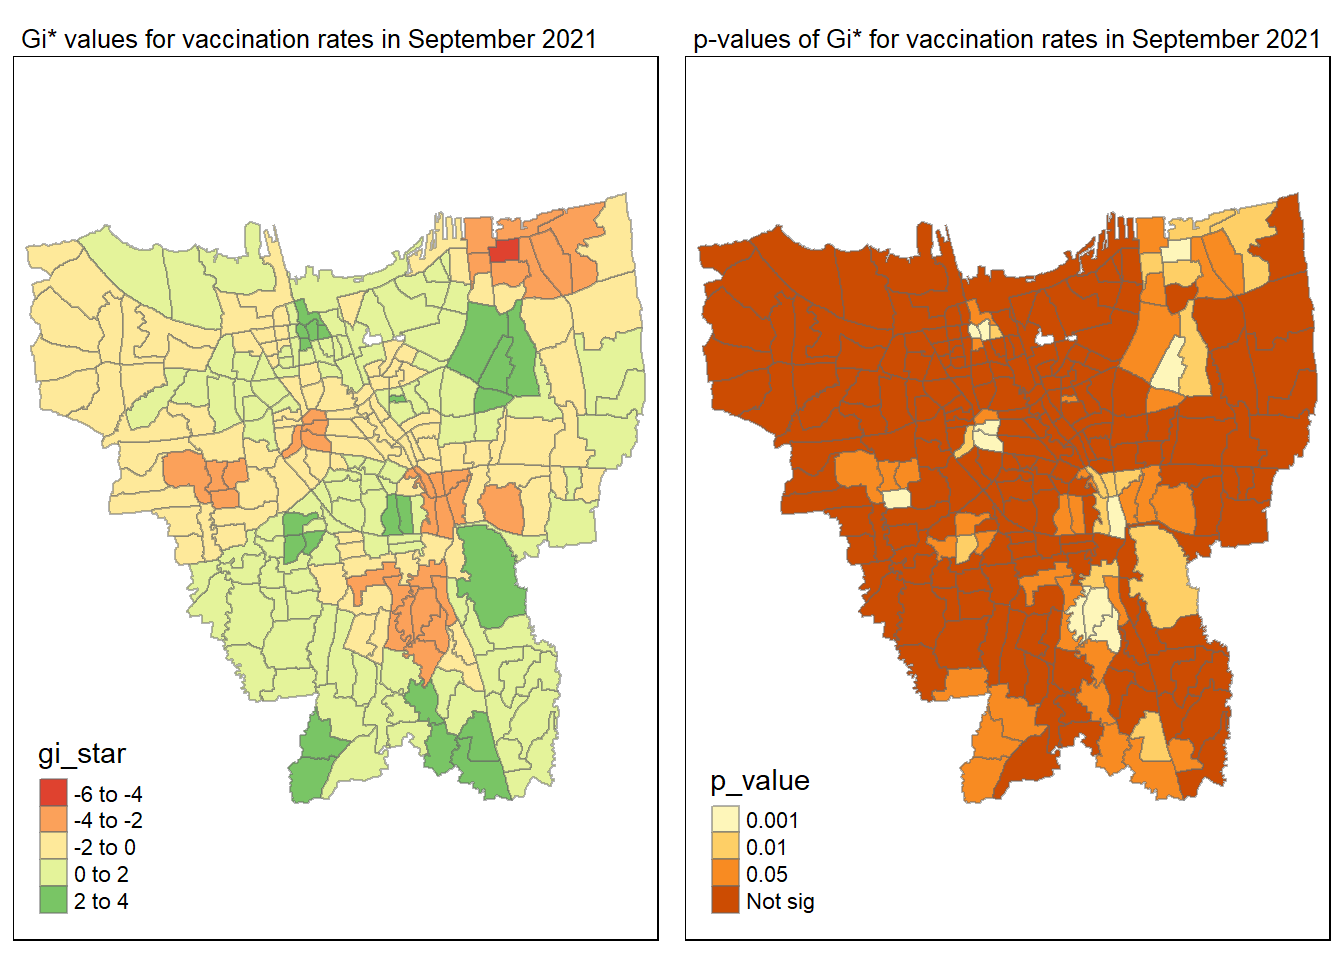 Gi* values for vaccination rates in September 2021
p-values of Gi* for vaccination rates in September 2021
gi_star
-6 to -4
-4 to -2
-2 to 0
0 to 2
2 to 4
p_value
0.001
0.01
0.05
Not sig